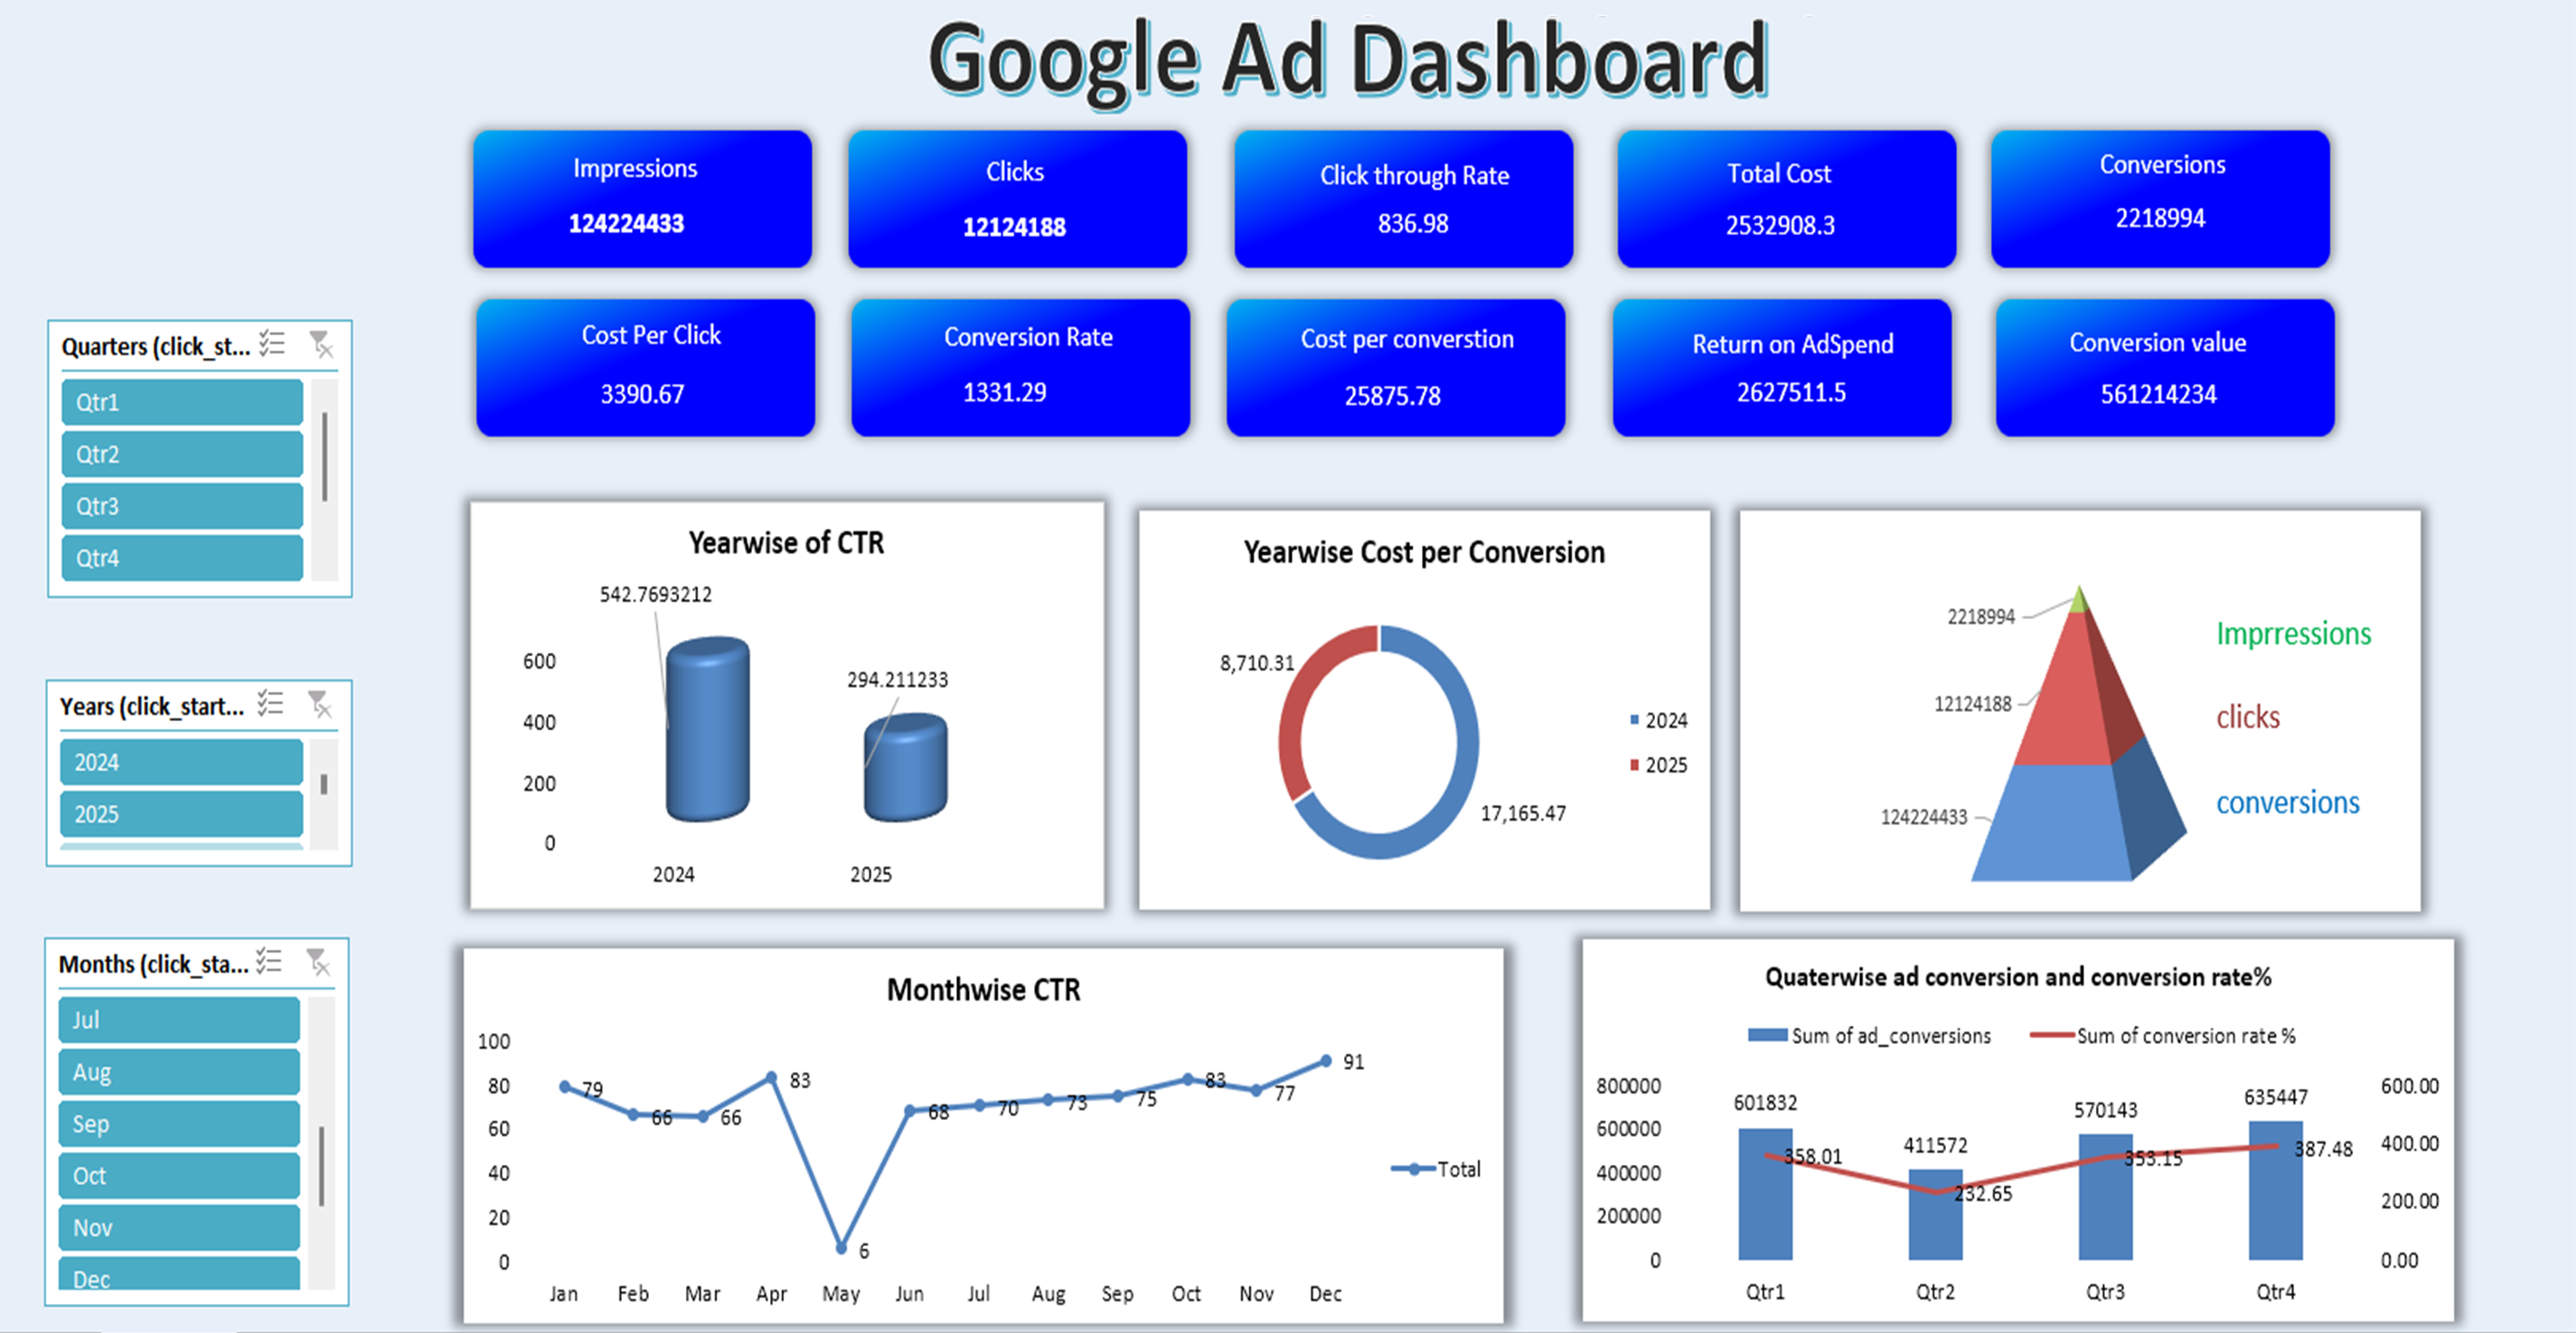 Google Ad Dashboard
Impressions
124224433
Clicks
12124188
Click through Rate
836.98
Total Cost
2532908.3
Conversions
2218994
Cost Per Click
3390.67
Conversion Rate
1331.29
Cost per converstion
25875.78
Return on AdSpend
2627511.5
Conversion value
561214234
Quarters (click_st...
Qtr1
Qtr2
Qtr3
Qtr4
Years (click_start...
2024
2025
Months (click_sta...
Jul
Aug
Sep
Oct
Nov
Dec
Yearwise of CTR
542.7693212
294.211233
600
400
200
0
2024
2025
Yearwise Cost per Conversion
8,710.31
17,165.47
2024
2025
2218994
12124188
124224433
Imprressions
clicks
conversions
Monthwise CTR
100
80
60
40
20
0
79
66
66
83
6
68
70
73
75
83
77
91
Total
Jan
Feb
Mar
Apr
May
Jun
Jul
Aug
Sep
Oct
Nov
Dec
Quaterwise ad conversion and conversion rate%
Sum of ad_conversions
Sum of conversion rate %
800000
600000
400000
200000
0
601832
411572
570143
635447
358.01
232.65
353.15
387.48
600.00
400.00
200.00
0.00
Qtr1
Qtr2
Qtr3
Qtr4